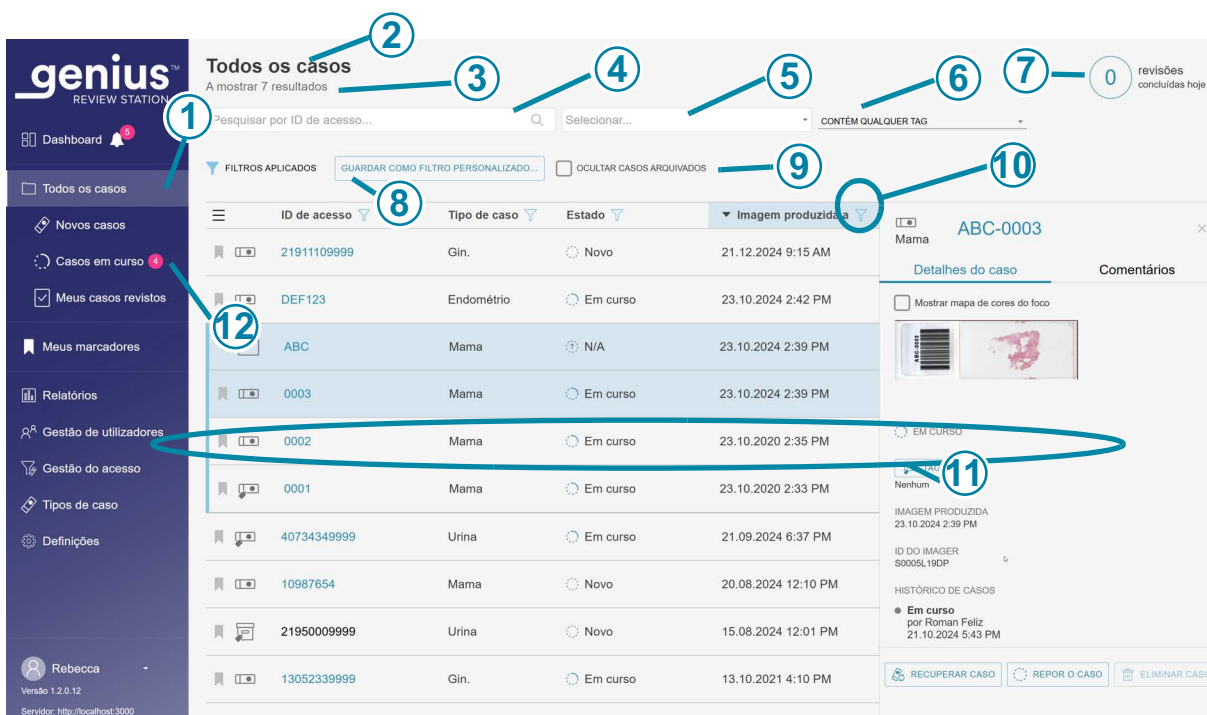 genius™
REVIEW STATION
Dashboard 5
Todos os casos
Novos casos
Casos em curso 4
Meus casos revistos
Meus marcadores
Relatórios
Gestão de utilizadores
Gestão do acesso
Tipos de caso
Definições
Rebecca
Versão 1.2.0.12
Servidor: http://localhost:3000
1
2
3
4
5
6
7
8
9
10
11
12
Todos os casos
A mostrar 7 resultados
0 revisões
concluídas hoje
Pesquisar por ID de acesso...
Selecionar...
CONTÉM QUALQUER TAG
FILTROS APLICADOS
GUARDAR COMO FILTRO PERSONALIZADO...
OCULTAR CASOS ARQUIVADOS
ID de acesso Tipo de caso Estado Imagem produzida a
21911109999 Gin. Novo 21.12.2024 9:15 AM
DEF123 Endométrio Em curso 23.10.2024 2:42 PM
ABC Mama N/A 23.10.2024 2:39 PM
0003 Mama Em curso 23.10.2024 2:39 PM
0002 Mama Em curso 23.10.2020 2:35 PM
0001 Mama Em curso 23.10.2020 2:33 PM
40734349999 Urina Em curso 21.09.2024 6:37 PM
10987654 Mama Novo 20.08.2024 12:10 PM
21950009999 Urina Novo 15.08.2024 12:01 PM
13052339999 Gin. Em curso 13.10.2021 4:10 PM
Mama ABC-0003
Detalhes do caso Comentários
Mostrar mapa de cores do foco
ABC-0003
EM CURSO
Nenhum
IMAGEM PRODUZIDA
23.10.2024 2:39 PM
ID DO IMAGER
S0005L19DP
HISTÓRICO DE CASOS
Em curso
por Roman Feliz
21.10.2024 5:43 PM
RECUPERAR CASO
REPOR O CASO
ELIMINAR CASO